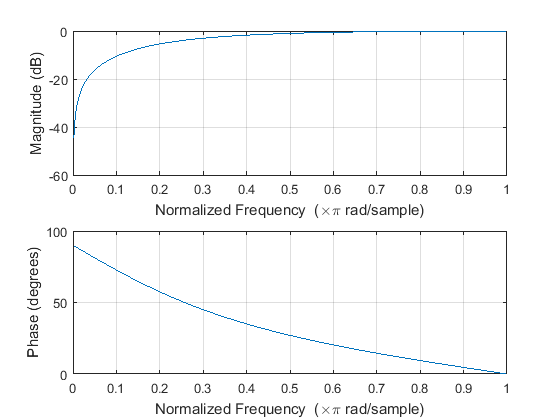 Magnitude (dB)
0
-20
-40
-60
0 0.1 0.2 0.3 0.4 0.5 0.6 0.7 0.8 0.9 1
Normalized Frequency (×π rad/sample)
Phase (degrees)
100
50
0
0 0.1 0.2 0.3 0.4 0.5 0.6 0.7 0.8 0.9 1
Normalized Frequency (×π rad/sample)